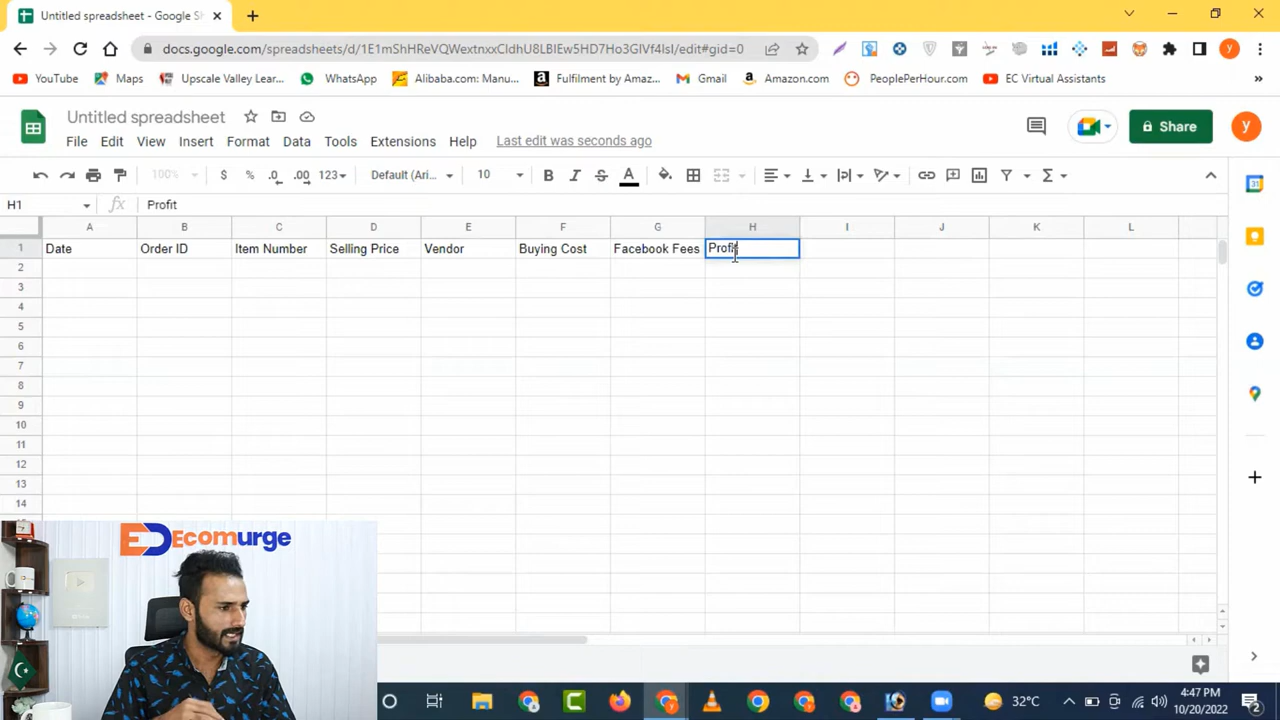 Untitled spreadsheet - Google Sh
docs.google.com/spreadsheets/d/
YouTube Maps Upscale Valley Lear... WhatsApp Alibaba.com: Manu... Fulfilment by Amaz... Gmail Amazon.com PeoplePerHour.com EC Virtual Assistants
Untitled spreadsheet
File Edit View Insert Format Data Tools Extensions Help Last edit was seconds ago
Share
y
100% $ % .0 .00 123 Default (Ari... 10 B I S A
H1 fx Profit
A B C D E F G H I J K L
1 Date Order ID Item Number Selling Price Vendor Buying Cost Facebook Fees Profit
2
3
4
5
6
7
8
9
10
11
12
13
14
Ecomurge
32°C
4:47 PM
10/20/2022
2